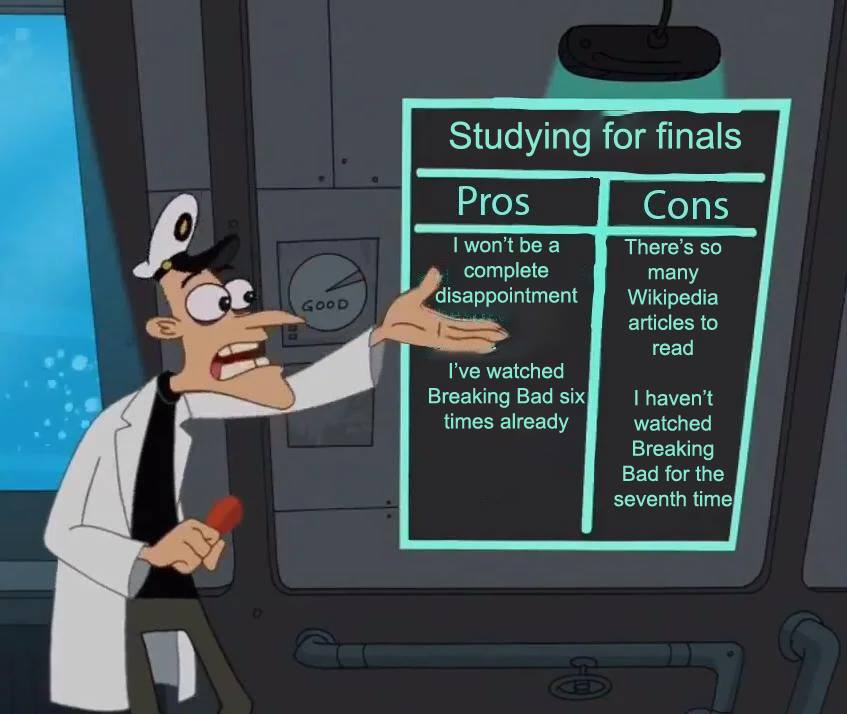 Studying for finals
Pros
Cons
I won’t be a
complete
disappointment
I’ve watched
Breaking Bad six
times already
There’s so
many
Wikipedia
articles to
read
I haven’t
watched
Breaking
Bad for the
seventh time
GOOD